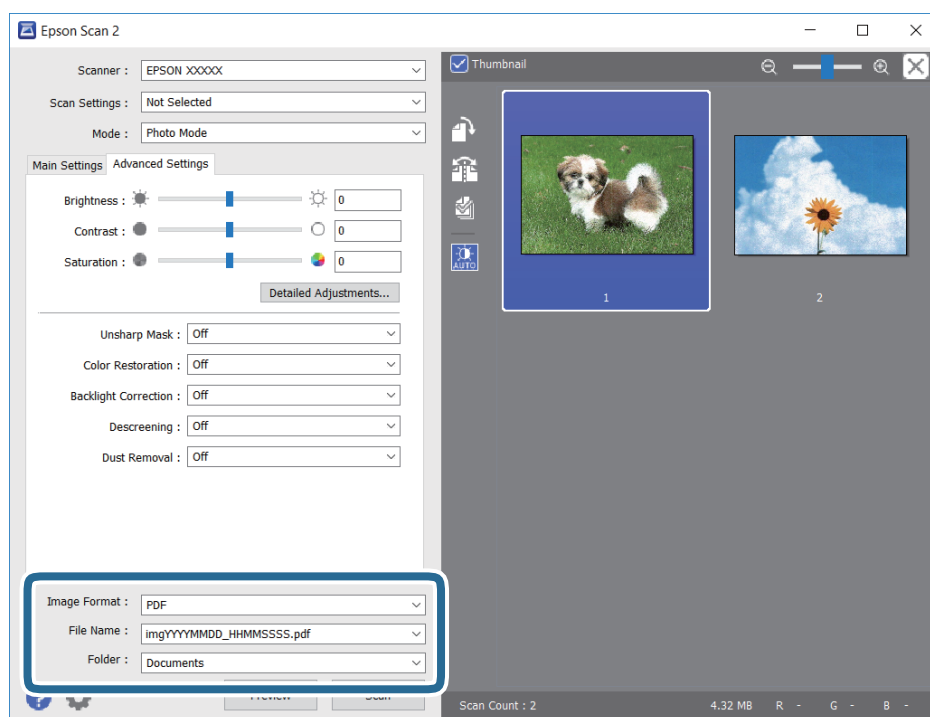 Epson Scan 2
Scanner : EPSON XXXXX
Scan Settings : Not Selected
Mode : Photo Mode
Main Settings Advanced Settings
Brightness : 0
Contrast : 0
Saturation : 0
Detailed Adjustments...
Unsharp Mask : Off
Color Restoration : Off
Backlight Correction : Off
Descreening : Off
Dust Removal : Off
Image Format : PDF
File Name : imgYYYYMMDD_HHMMSSSS.pdf
Folder : Documents
Preview Scan
Thumbnail
AUTO
1 2
Scan Count : 2 4.32 MB R - G - B -